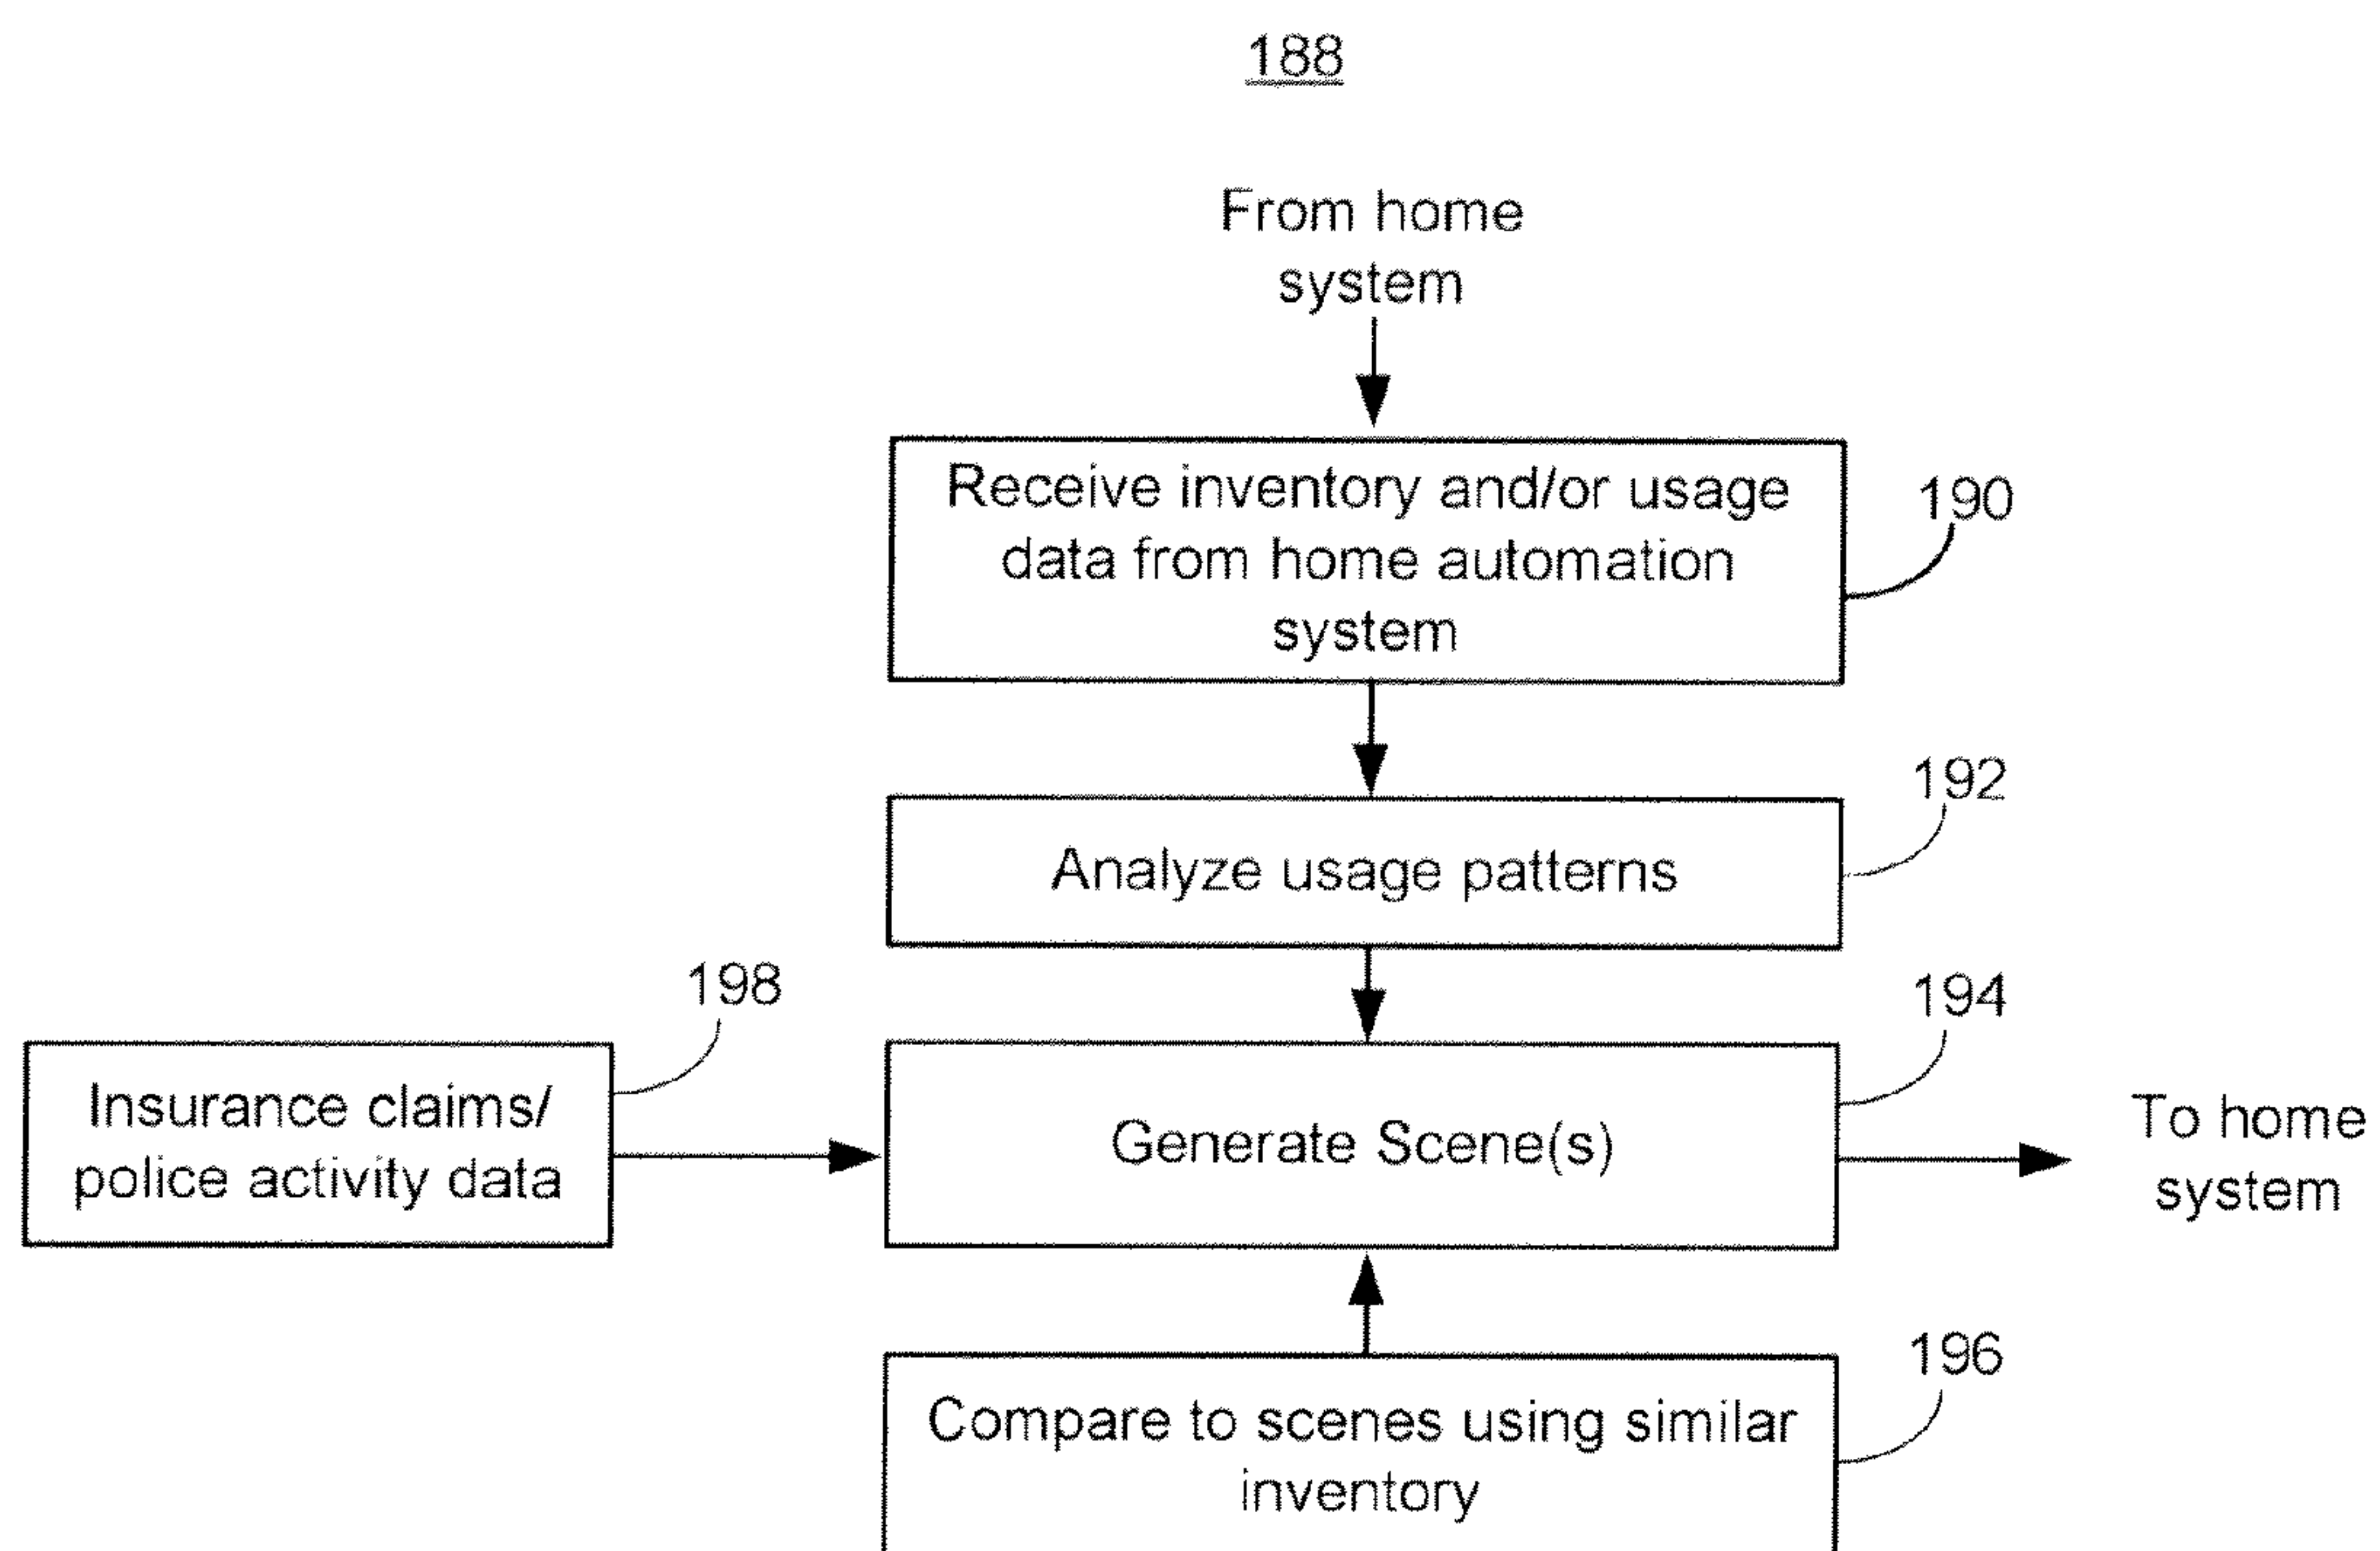 188
From home
system
Receive inventory and/or usage
data from home automation
system
190
Analyze usage patterns
192
198
194
Insurance claims/
police activity data
Generate Scene(s)
To home
system
Compare to scenes using similar
inventory
196